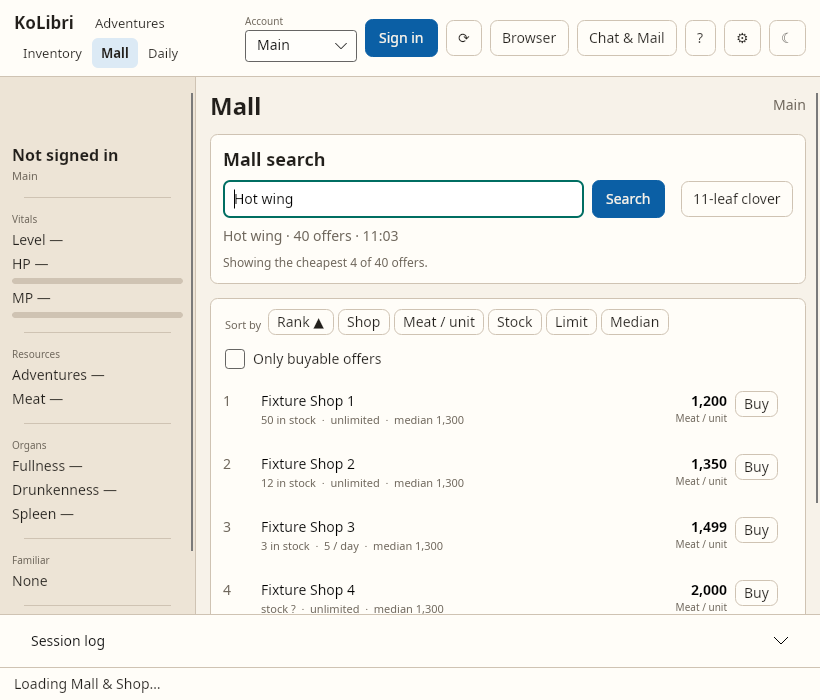 KoLibri
Adventures
Inventory
Mall
Daily
Account
Main
Sign in
⟳
Browser
Chat & Mail
?
⚙
☾
Not signed in
Main
Vitals
Level —
HP —
MP —
Resources
Adventures —
Meat —
Organs
Fullness —
Drunkenness —
Spleen —
Familiar
None
Mall
Main
Mall search
Hot wing
Search
11-leaf clover
Hot wing · 40 offers · 11:03
Showing the cheapest 4 of 40 offers.
Sort by
Rank ▲
Shop
Meat / unit
Stock
Limit
Median
Only buyable offers
1
Fixture Shop 1
50 in stock · unlimited · median 1,300
1,200
Meat / unit
Buy
2
Fixture Shop 2
12 in stock · unlimited · median 1,300
1,350
Meat / unit
Buy
3
Fixture Shop 3
3 in stock · 5 / day · median 1,300
1,499
Meat / unit
Buy
4
Fixture Shop 4
stock ? · unlimited · median 1,300
2,000
Meat / unit
Buy
Session log
Loading Mall & Shop…